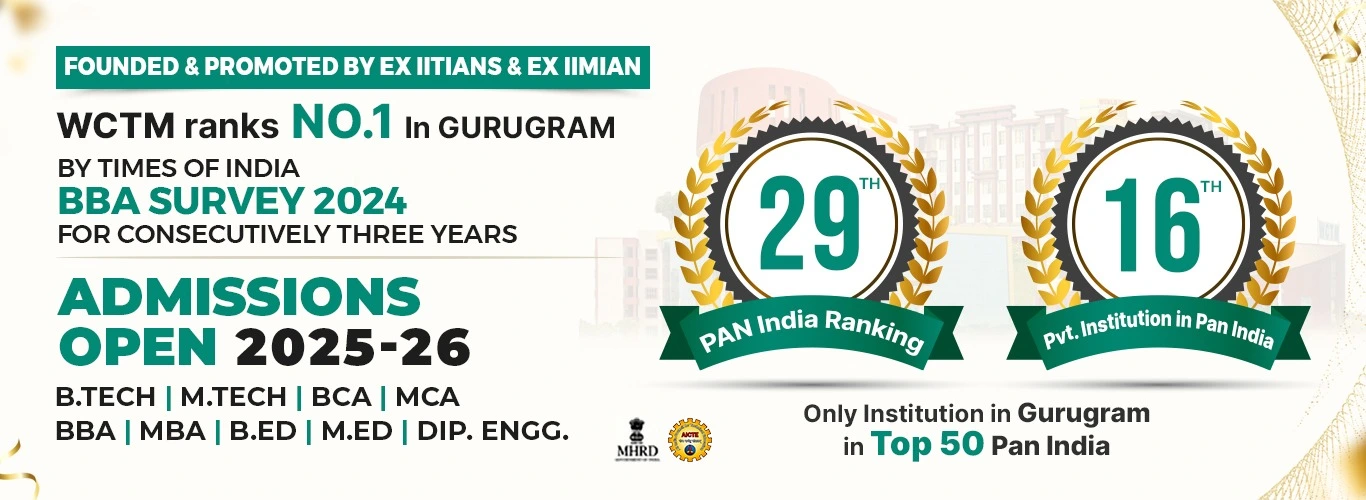 FOUNDED & PROMOTED BY EX IITIANS & EX IIMIAN
WCTM ranks NO.1 In GURUGRAM
BY TIMES OF INDIA
BBA SURVEY 2024
FOR CONSECUTIVELY THREE YEARS
ADMISSIONS
OPEN 2025-26
B.TECH | M.TECH | BCA | MCA
BBA | MBA | B.ED | M.ED | DIP. ENGG.
MHRD
AICTE
29TH
PAN India Ranking
16TH
Pvt. Institution in Pan India
Only Institution in Gurugram
in Top 50 Pan India